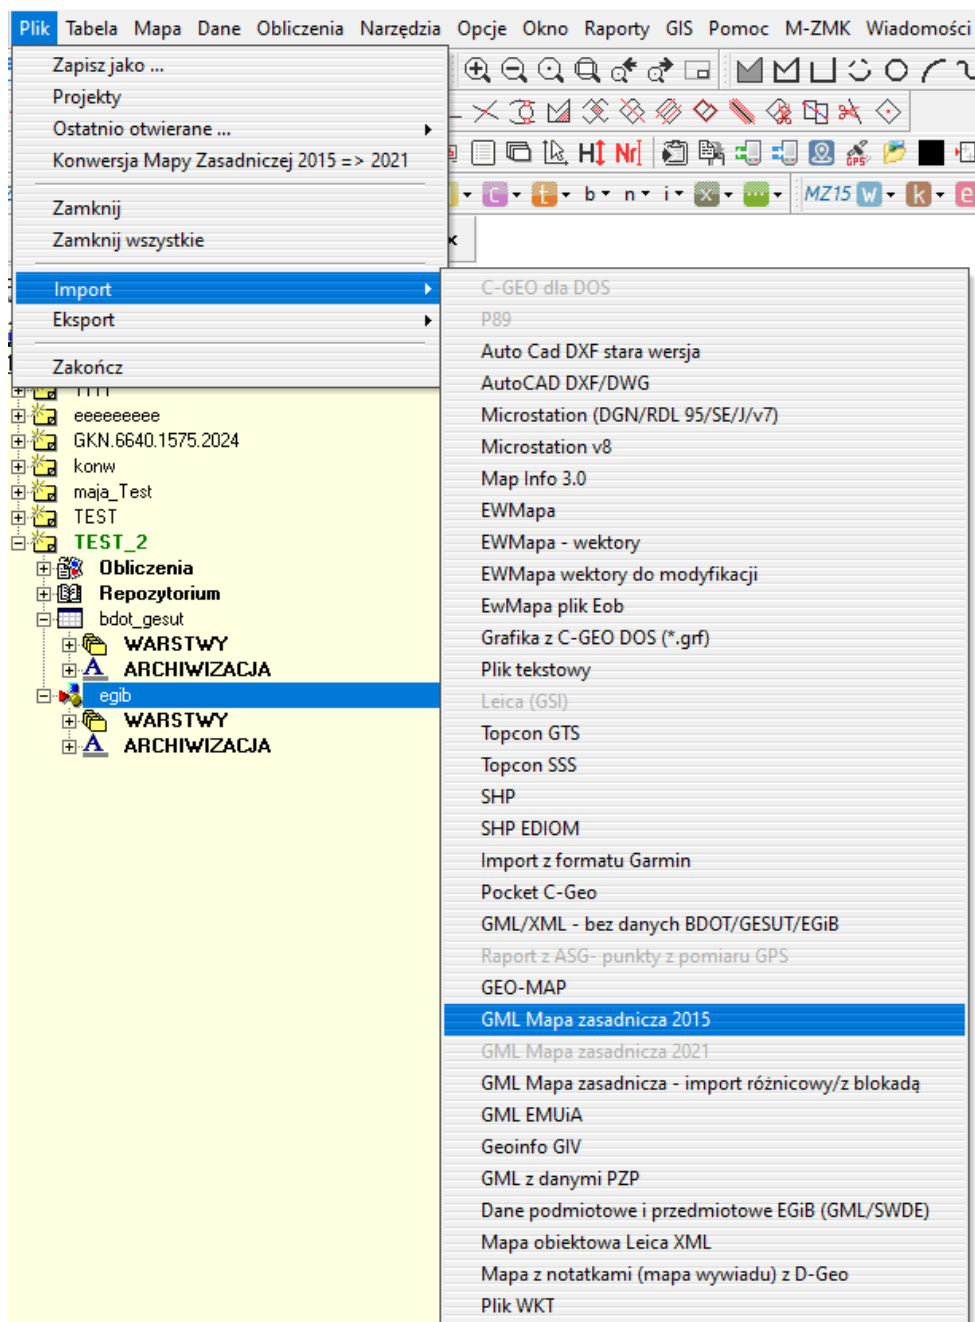 Plik Tabela Mapa Dane Obliczenia Narzędzia Opcje Okno Raporty GIS Pomoc M-ZMK Wiadomości
Zapisz jako ...
Projekty
Ostatnio otwierane ...
Konwersja Mapy Zasadniczej 2015 => 2021
Zamknij
Zamknij wszystkie
Import
Eksport
Zakończ
H Nr GPS
c t b n i x ... MZ15 w k e
C-GEO dla DOS
P89
Auto Cad DXF stara wersja
AutoCAD DXF/DWG
Microstation (DGN/RDL 95/SE/J/v7)
Microstation v8
Map Info 3.0
EWMapa
EWMapa - wektory
EWMapa wektory do modyfikacji
EwMapa plik Eob
Grafika z C-GEO DOS (*.grf)
Plik tekstowy
Leica (GSI)
Topcon GTS
Topcon SSS
SHP
SHP EDIOM
Import z formatu Garmin
Pocket C-Geo
GML/XML - bez danych BDOT/GESUT/EGiB
Raport z ASG- punkty z pomiaru GPS
GEO-MAP
GML Mapa zasadnicza 2015
GML Mapa zasadnicza 2021
GML Mapa zasadnicza - import różnicowy/z blokadą
GML EMUiA
Geoinfo GIV
GML z danymi PZP
Dane podmiotowe i przedmiotowe EGiB (GML/SWDE)
Mapa obiektowa Leica XML
Mapa z notatkami (mapa wywiadu) z D-Geo
Plik WKT
eeeeeeeee
GKN.6640.1575.2024
konw
maja_Test
TEST
TEST_2
Obliczenia
Repozytorium
bdot_gesut
WARSTWY
A ARCHIWIZACJA
egib
WARSTWY
A ARCHIWIZACJA